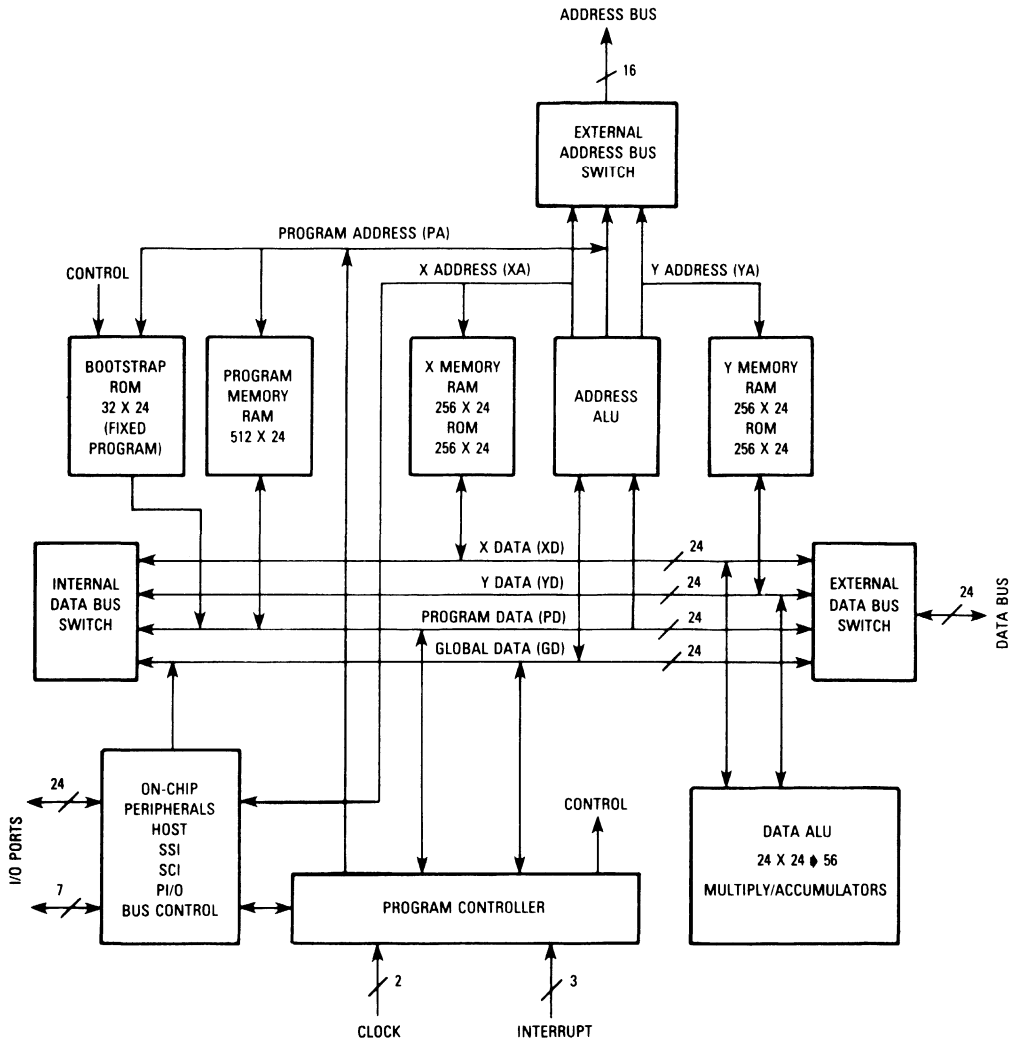 ADDRESS BUS
16
EXTERNAL
ADDRESS BUS
SWITCH
PROGRAM ADDRESS (PA)
X ADDRESS (XA)
Y ADDRESS (YA)
CONTROL
BOOTSTRAP
ROM
32 X 24
(FIXED
PROGRAM)
PROGRAM
MEMORY
RAM
512 X 24
X MEMORY
RAM
256 X 24
ROM
256 X 24
ADDRESS
ALU
Y MEMORY
RAM
256 X 24
ROM
256 X 24
INTERNAL
DATA BUS
SWITCH
X DATA (XD)
24
Y DATA (YD)
24
PROGRAM DATA (PD)
24
GLOBAL DATA (GD)
24
EXTERNAL
DATA BUS
SWITCH
24
DATA BUS
I/O PORTS
24
7
ON-CHIP
PERIPHERALS
HOST
SSI
SCI
PI/O
BUS CONTROL
CONTROL
PROGRAM CONTROLLER
DATA ALU
24 X 24 → 56
MULTIPLY/ACCUMULATORS
2
CLOCK
3
INTERRUPT